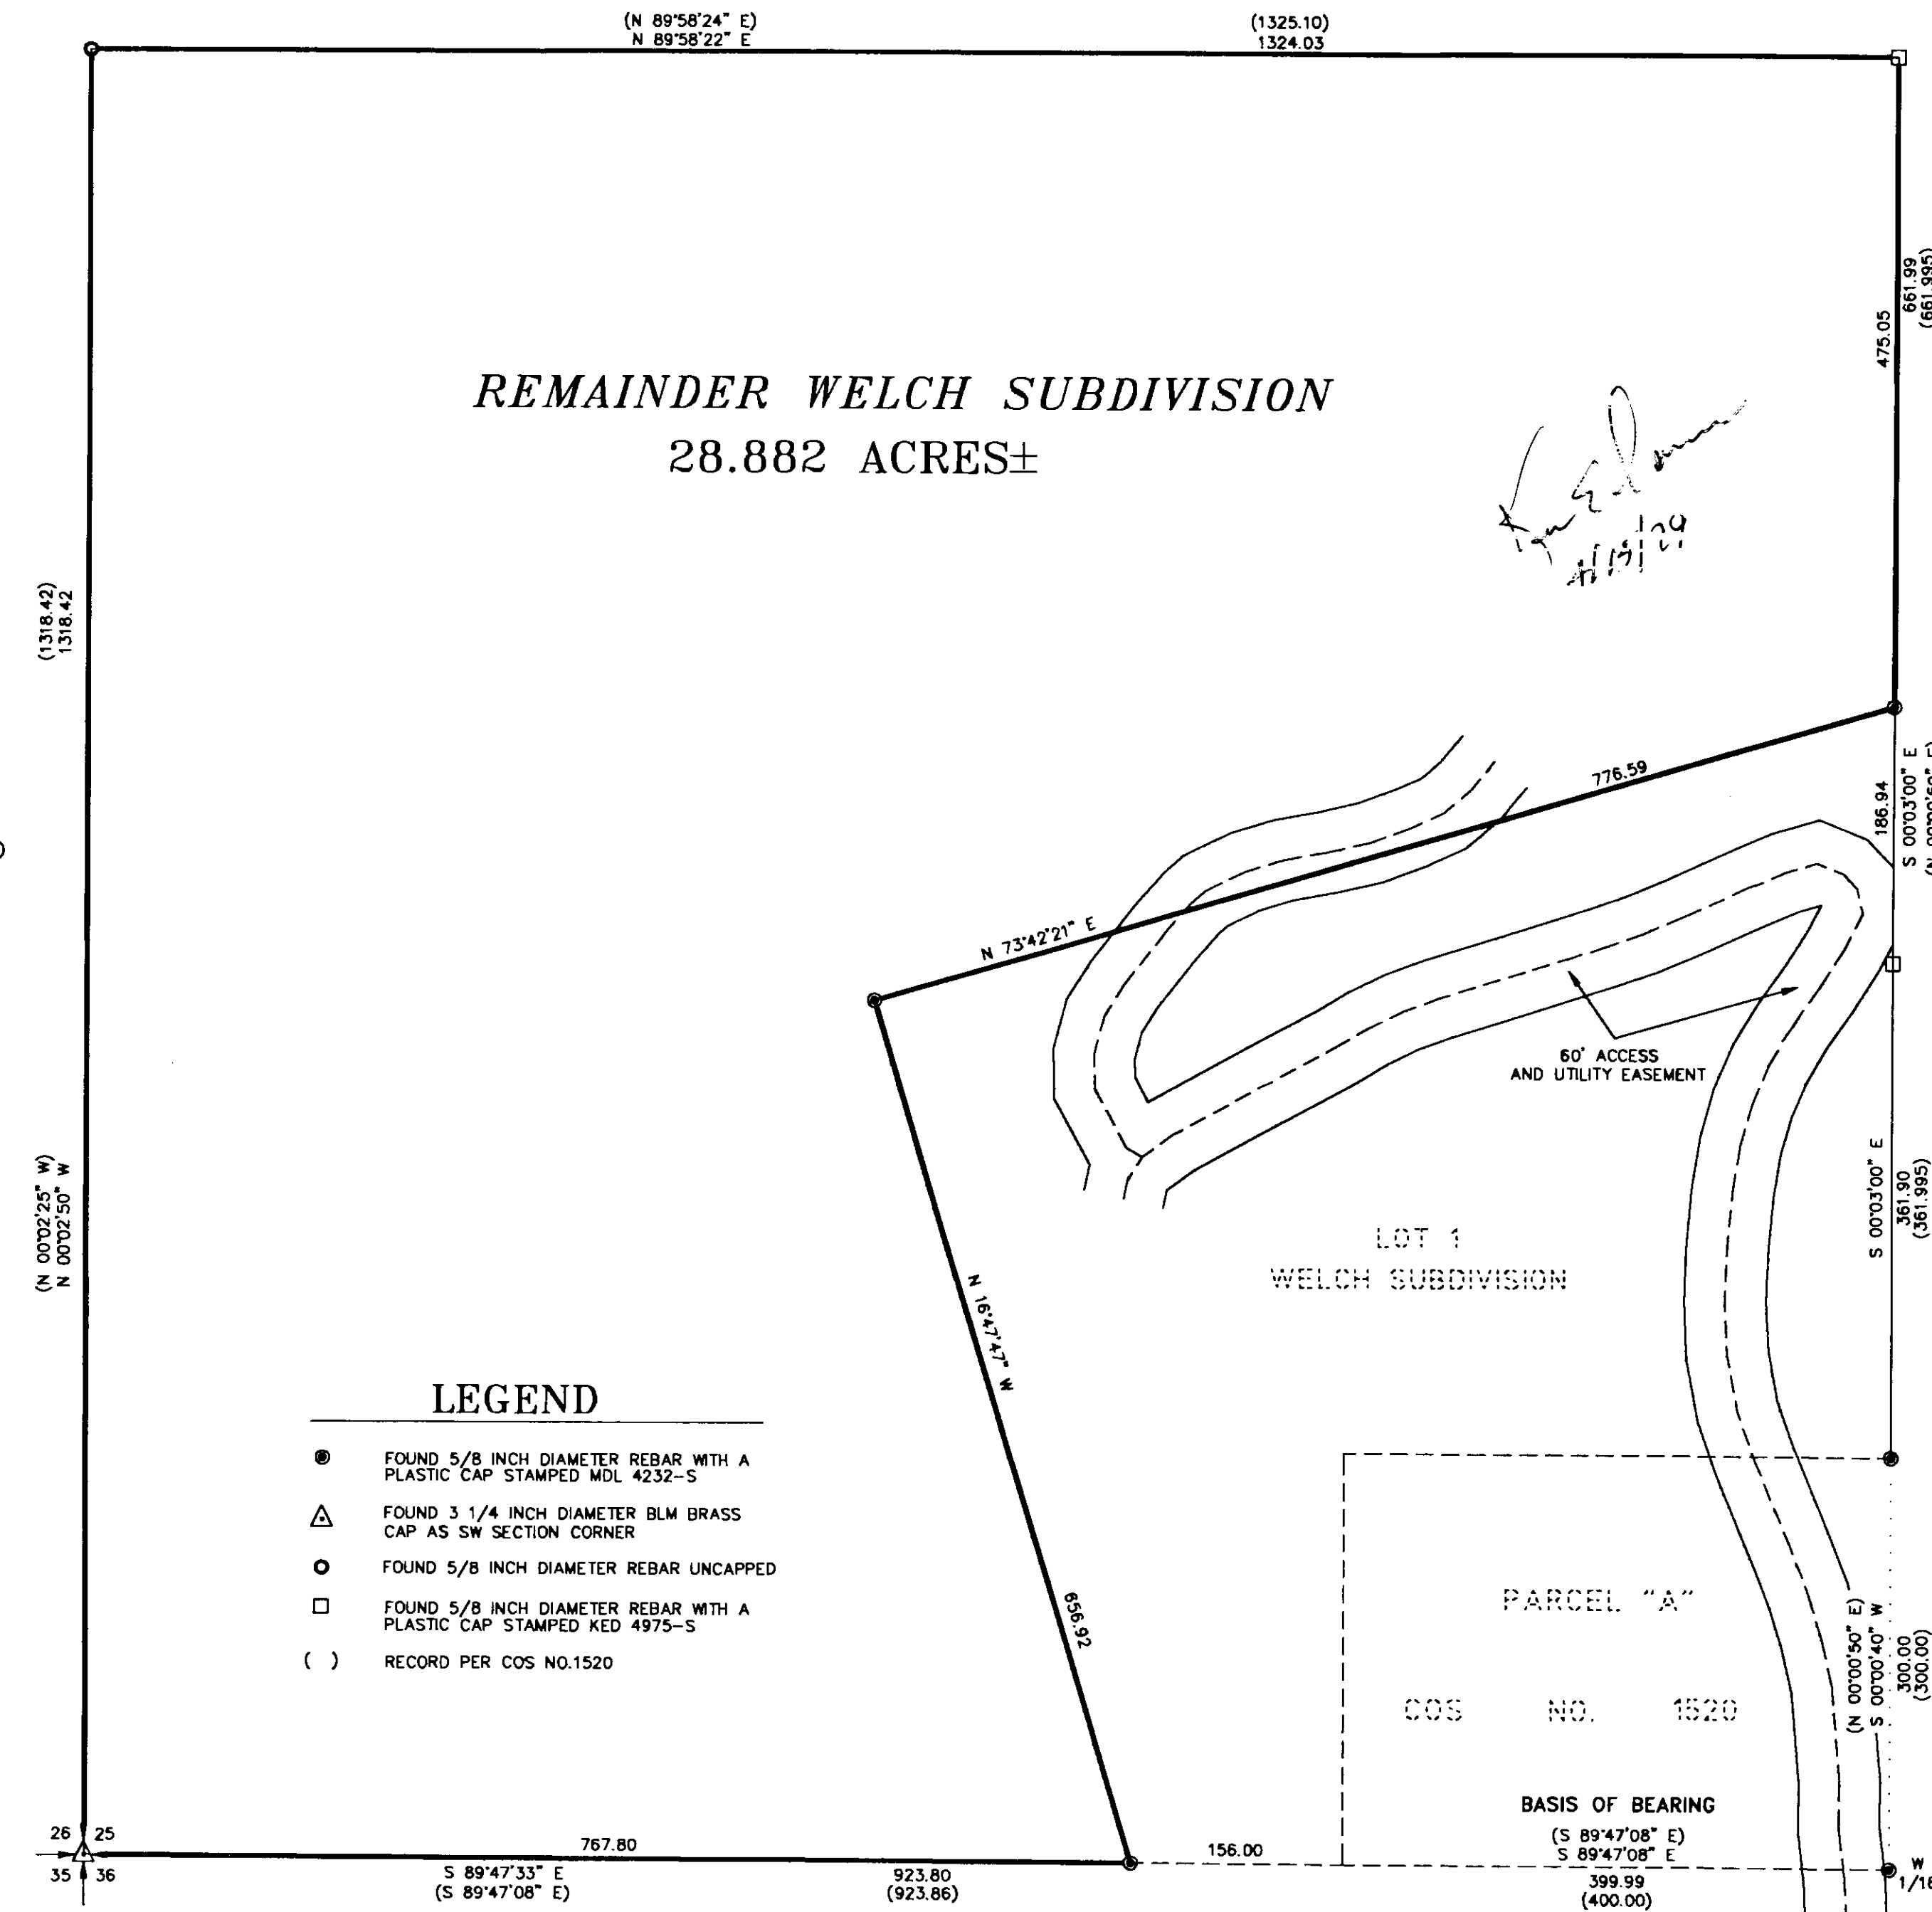 (N 89°58'24" E)
N 89°58'22" E
(1325.10)
1324.03
661.99
(661.995)
475.05
REMAINDER WELCH SUBDIVISION
28.882 ACRES±
(1318.42)
1318.42
776.59
186.94
S 00°03'00" E
N 73°42'21" E
60' ACCESS
AND UTILITY EASEMENT
S 00°03'00" E
361.90
(361.995)
(N 00°02'25" W)
N 00°02'50" W
LOT 1
WELCH SUBDIVISION
N 16°47'47" W
656.92
LEGEND
FOUND 5/8 INCH DIAMETER REBAR WITH A
PLASTIC CAP STAMPED MDL 4232-S
FOUND 3 1/4 INCH DIAMETER BLM BRASS
CAP AS SW SECTION CORNER
FOUND 5/8 INCH DIAMETER REBAR UNCAPPED
FOUND 5/8 INCH DIAMETER REBAR WITH A
PLASTIC CAP STAMPED KED 4975-S
( ) RECORD PER COS NO.1520
PARCEL "A"
COS NO. 1520
(N 00°00'50" E)
S 00°00'40" W
300.00
(300.00)
BASIS OF BEARING
(S 89°47'08" E)
S 89°47'08" E
399.99
(400.00)
26 25
35 36
767.80
S 89°47'33" E
(S 89°47'08" E)
923.80
(923.86)
156.00
W
1/16